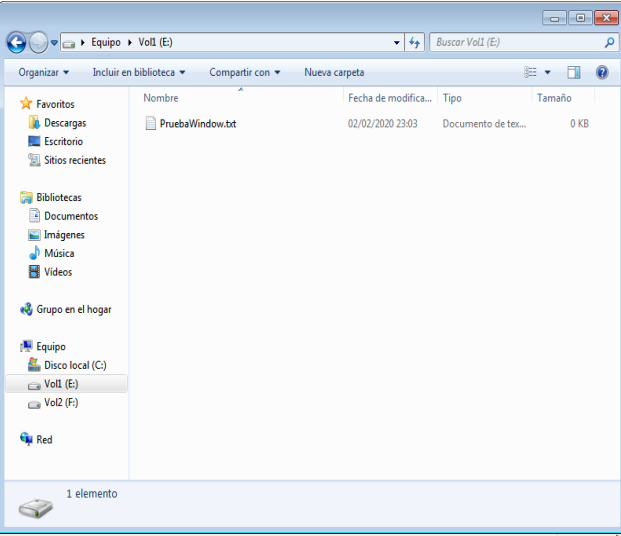 Equipo Vol1 (E:)
Buscar Vol1 (E:)
Organizar Incluir en biblioteca Compartir con Nueva carpeta
Favoritos
Descargas
Escritorio
Sitios recientes
Bibliotecas
Documentos
Imágenes
Música
Vídeos
Grupo en el hogar
Equipo
Disco local (C:)
Vol1 (E:)
Vol2 (F:)
Red
Nombre Fecha de modifica... Tipo Tamaño
PruebaWindow.txt 02/02/2020 23:03 Documento de tex... 0 KB
1 elemento